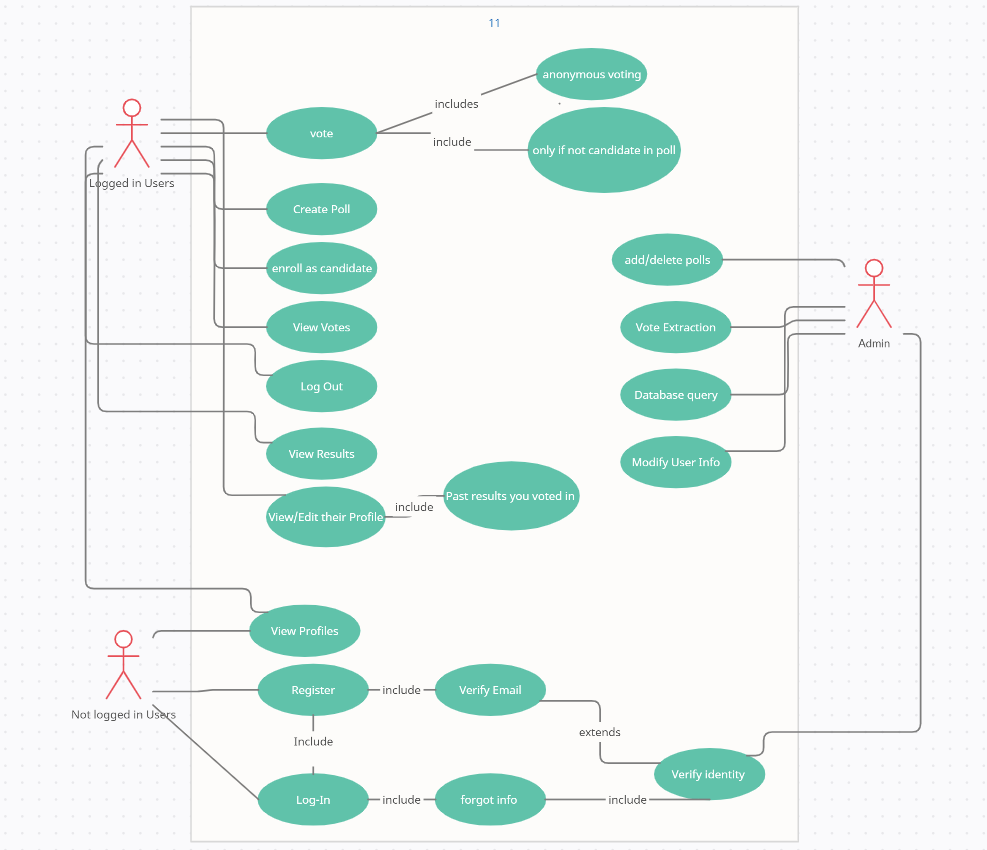 11
anonymous voting
includes
vote
include
only if not candidate in poll
Logged in Users
Create Poll
enroll as candidate
add/delete polls
View Votes
Vote Extraction
Admin
Log Out
Database query
View Results
Modify User Info
View/Edit their Profile
include
Past results you voted in
View Profiles
Not logged in Users
Register
include
Verify Email
Include
extends
Verify identity
Log-In
include
forgot info
include